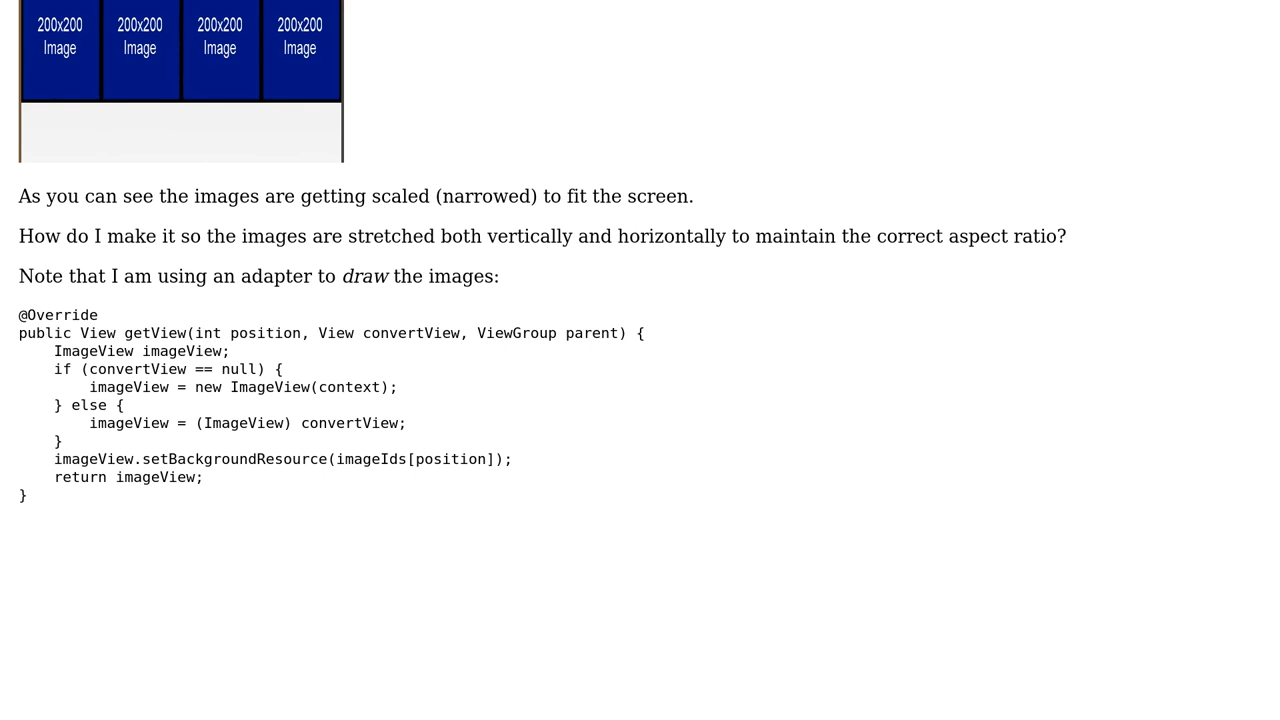 200x200 200x200 200x200 200x200
Image Image Image Image
As you can see the images are getting scaled (narrowed) to fit the screen.
How do I make it so the images are stretched both vertically and horizontally to maintain the correct aspect ratio?
Note that I am using an adapter to draw the images:
@Override
public View getView(int position, View convertView, ViewGroup parent) {
    ImageView imageView;
    if (convertView == null) {
        imageView = new ImageView(context);
    } else {
        imageView = (ImageView) convertView;
    }
    imageView.setBackgroundResource(imageIds[position]);
    return imageView;
}